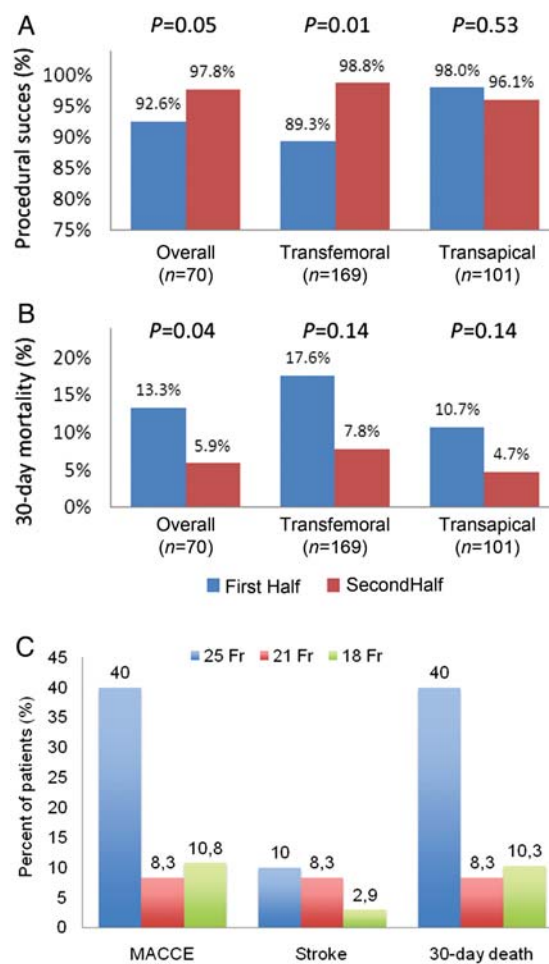 A
P=0.05 P=0.01 P=0.53
Procedural succes (%)
100%
95%
90%
85%
80%
75%
92.6% 97.8% 89.3% 98.8% 98.0% 96.1%
Overall Transfemoral Transapical
(n=70) (n=169) (n=101)
B
P=0.04 P=0.14 P=0.14
30-day mortality (%)
20%
15%
10%
5%
0%
13.3% 5.9% 17.6% 7.8% 10.7% 4.7%
Overall Transfemoral Transapical
(n=70) (n=169) (n=101)
First Half SecondHalf
C
25 Fr 21 Fr 18 Fr
Percent of patients (%)
45
40
35
30
25
20
15
10
5
0
40 8,3 10,8 10 8,3 2,9 40 8,3 10,3
MACCE Stroke 30-day death